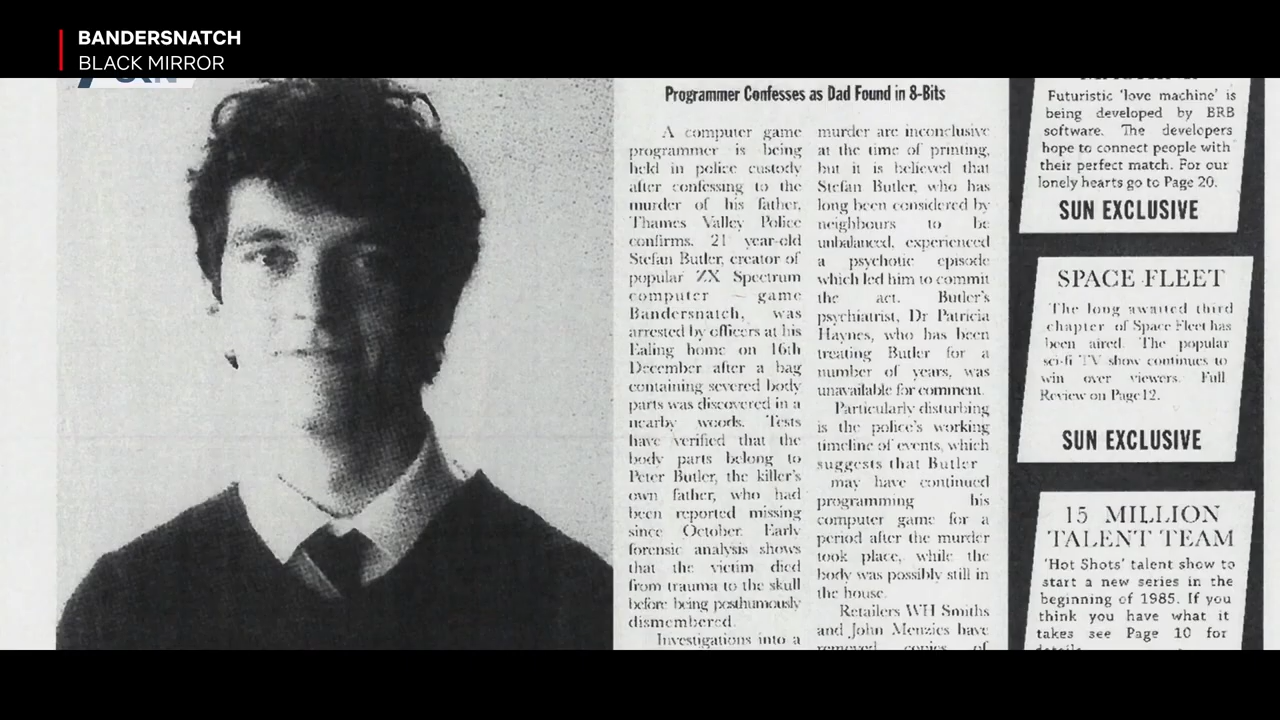 BANDERSNATCH
BLACK MIRROR
Programmer Confesses as Dad Found in 8-Bits
A computer game
programmer is being
held in police custody
after confessing to the
murder of his father,
Thames Valley Police
confirms. 21 year-old
Stefan Butler, creator of
popular ZX Spectrum
computer – game
Bandersnatch, was
arrested by officers at his
Ealing home on 16th
December after a bag
containing severed body
parts was discovered in a
nearby woods. Tests
have verified that the
body parts belong to
Peter Butler, the killer's
own father, who had
been reported missing
since October. Early
forensic analysis shows
that the victim died
from trauma to the skull
before being posthumously
dismembered.
Investigations into a
murder are inconclusive
at the time of printing,
but it is believed that
Stefan Butler, who has
long been considered by
neighbours to be
unbalanced, experienced
a psychotic episode
which led him to commit
the act. Butler's
psychiatrist, Dr Patricia
Haynes, who has been
treating Butler for a
number of years, was
unavailable for comment.
Particularly disturbing
is the police's working
timeline of events, which
suggests that Butler
may have continued
programming his
computer game for a
period after the murder
took place, while the
body was possibly still in
the house.
Retailers WH Smiths
and John Menzies have
removed copies of
Futuristic 'love machine' is
being developed by BRB
software. The developers
hope to connect people with
their perfect match. For our
lonely hearts go to Page 20.
SUN EXCLUSIVE
SPACE FLEET
The long awaited third
chapter of Space Fleet has
been aired. The popular
sci-fi TV show continues to
win over viewers. Full
Review on Page 12.
SUN EXCLUSIVE
15 MILLION
TALENT TEAM
'Hot Shots' talent show to
start a new series in the
beginning of 1985. If you
think you have what it
takes see Page 10 for